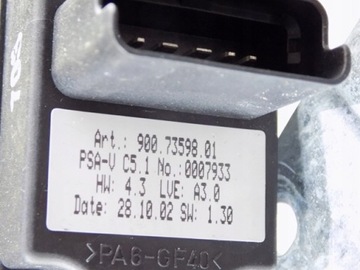 Art.: 900.73598.01
PSA-V C5.1 No.:0007933
HW: 4.3 LVE: A3.0
Date: 28.10.02 SW: 1.30
>PA6-GF40<